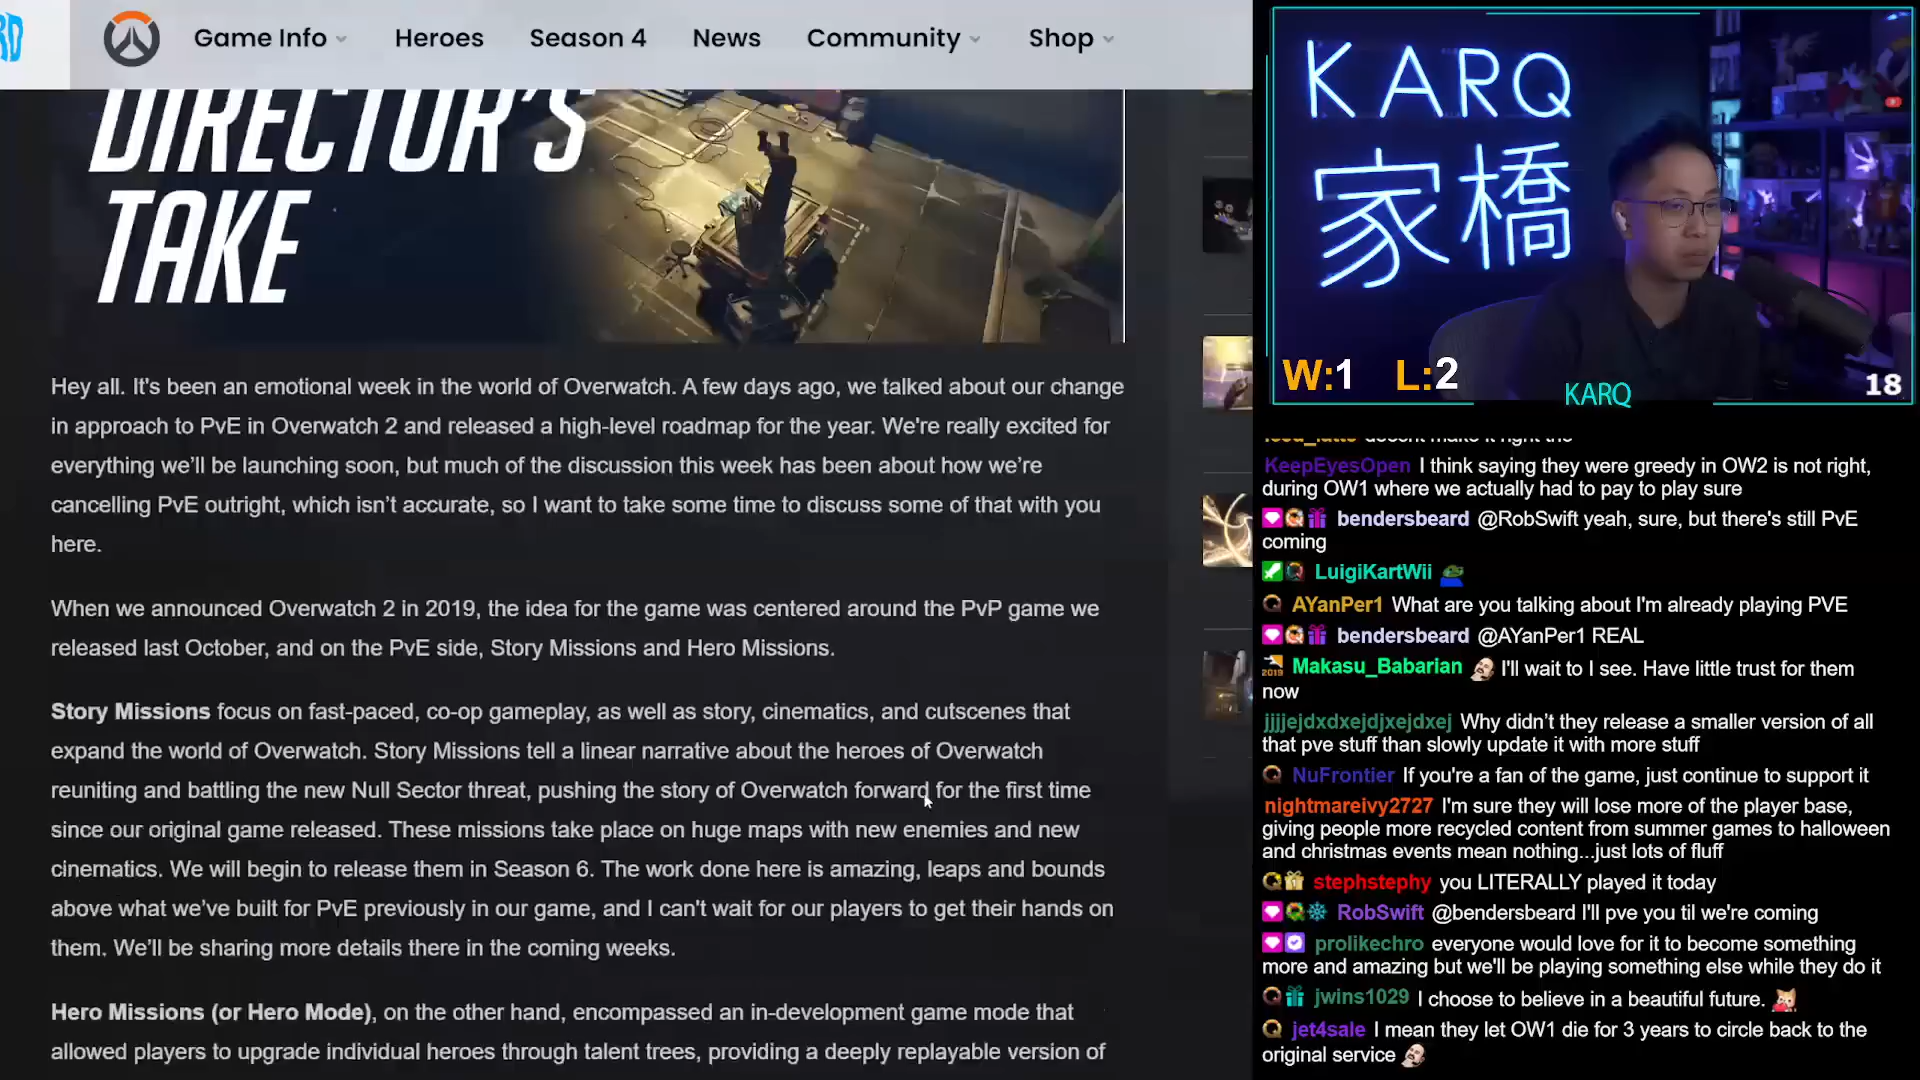 RD
Game Info
Heroes
Season 4
News
Community
Shop
DIRECTOR'S
TAKE
Hey all. It's been an emotional week in the world of Overwatch. A few days ago, we talked about our change
in approach to PvE in Overwatch 2 and released a high-level roadmap for the year. We're really excited for
everything we’ll be launching soon, but much of the discussion this week has been about how we’re
cancelling PvE outright, which isn’t accurate, so I want to take some time to discuss some of that with you
here.
When we announced Overwatch 2 in 2019, the idea for the game was centered around the PvP game we
released last October, and on the PvE side, Story Missions and Hero Missions.
Story Missions focus on fast-paced, co-op gameplay, as well as story, cinematics, and cutscenes that
expand the world of Overwatch. Story Missions tell a linear narrative about the heroes of Overwatch
reuniting and battling the new Null Sector threat, pushing the story of Overwatch forward for the first time
since our original game released. These missions take place on huge maps with new enemies and new
cinematics. We will begin to release them in Season 6. The work done here is amazing, leaps and bounds
above what we’ve built for PvE previously in our game, and I can't wait for our players to get their hands on
them. We’ll be sharing more details there in the coming weeks.
Hero Missions (or Hero Mode), on the other hand, encompassed an in-development game mode that
allowed players to upgrade individual heroes through talent trees, providing a deeply replayable version of
KARQ
家橋
W:1 L:2
KARQ
18
KeepEyesOpen I think saying they were greedy in OW2 is not right,
during OW1 where we actually had to pay to play sure
bendersbeard @RobSwift yeah, sure, but there's still PvE
coming
LuigiKartWii
AYanPer1 What are you talking about I'm already playing PVE
bendersbeard @AYanPer1 REAL
2019 Makasu_Babarian I'll wait to I see. Have little trust for them
now
jjjjejdxdxejdjxejdxej Why didn’t they release a smaller version of all
that pve stuff than slowly update it with more stuff
NuFrontier If you're a fan of the game, just continue to support it
nightmareivy2727 I'm sure they will lose more of the player base,
giving people more recycled content from summer games to halloween
and christmas events mean nothing...just lots of fluff
stephstephy you LITERALLY played it today
RobSwift @bendersbeard I'll pve you til we're coming
prolikechro everyone would love for it to become something
more and amazing but we'll be playing something else while they do it
jwins1029 I choose to believe in a beautiful future.
jet4sale I mean they let OW1 die for 3 years to circle back to the
original service